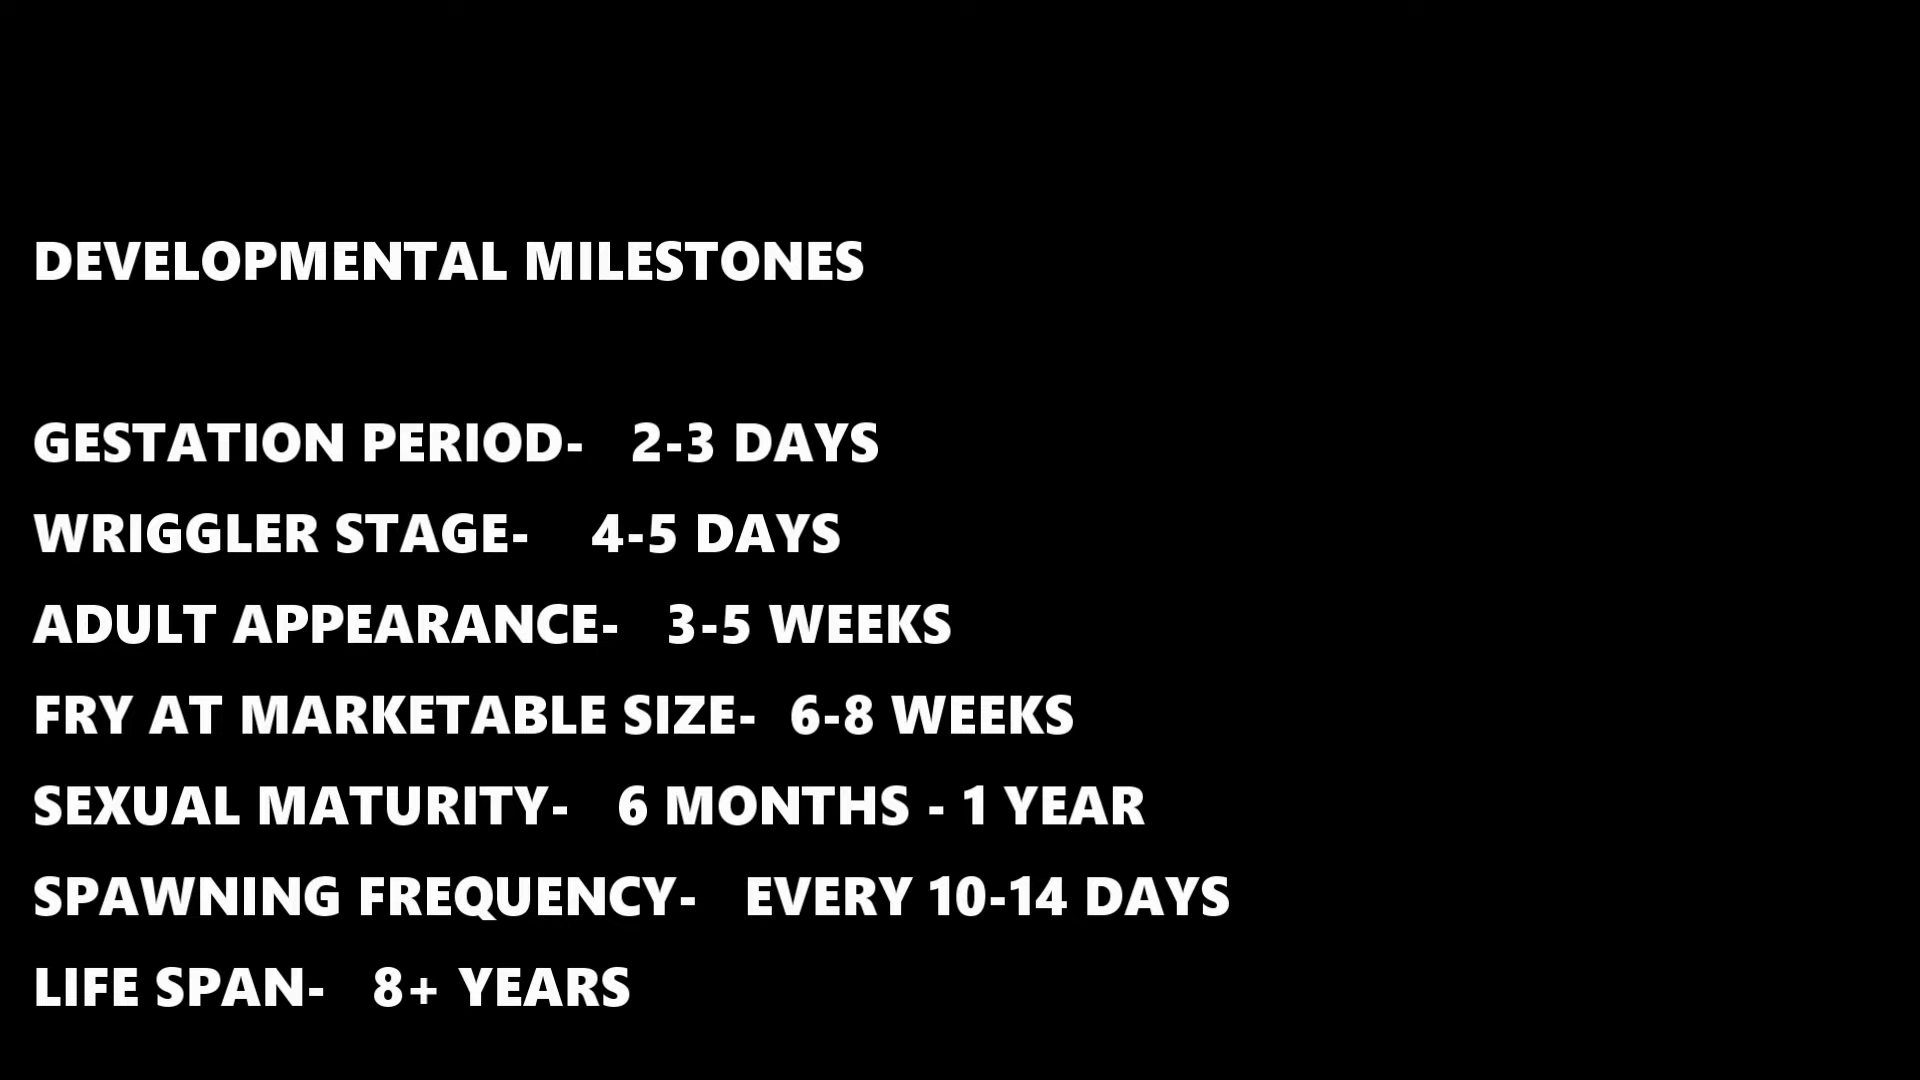 DEVELOPMENTAL MILESTONES
GESTATION PERIOD- 2-3 DAYS
WRIGGLER STAGE- 4-5 DAYS
ADULT APPEARANCE- 3-5 WEEKS
FRY AT MARKETABLE SIZE- 6-8 WEEKS
SEXUAL MATURITY- 6 MONTHS - 1 YEAR
SPAWNING FREQUENCY- EVERY 10-14 DAYS
LIFE SPAN- 8+ YEARS